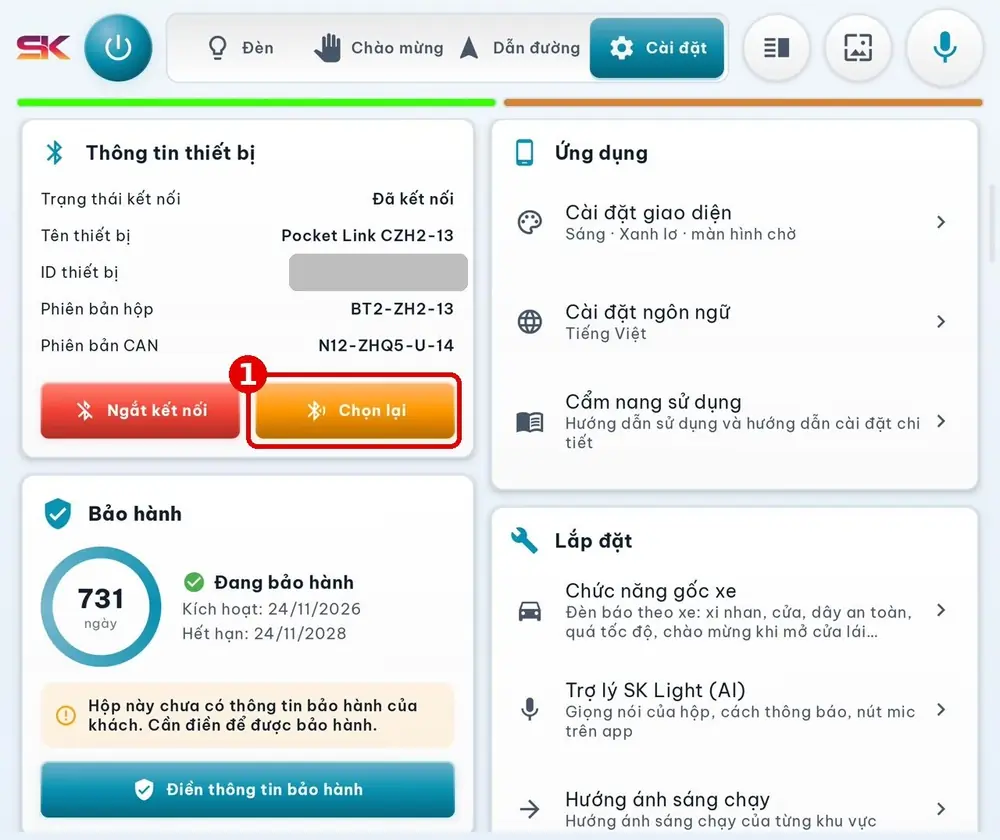 SK
Đèn
Chào mừng
Dẫn đường
Cài đặt
Thông tin thiết bị
Trạng thái kết nối
Đã kết nối
Tên thiết bị
Pocket Link CZH2-13
ID thiết bị
Phiên bản hộp
BT2-ZH2-13
Phiên bản CAN
N12-ZHQ5-U-14
1
Ngắt kết nối
Chọn lại
Bảo hành
731
ngày
Đang bảo hành
Kích hoạt: 24/11/2026
Hết hạn: 24/11/2028
Hộp này chưa có thông tin bảo hành của
khách. Cần điền để được bảo hành.
Điền thông tin bảo hành
Ứng dụng
Cài đặt giao diện
Sáng · Xanh lơ · màn hình chờ
Cài đặt ngôn ngữ
Tiếng Việt
Cẩm nang sử dụng
Hướng dẫn sử dụng và hướng dẫn cài đặt chi
tiết
Lắp đặt
Chức năng gốc xe
Đèn báo theo xe: xi nhan, cửa, dây an toàn,
quá tốc độ, chào mừng khi mở cửa lái...
Trợ lý SK Light (AI)
Giọng nói của hộp, cách thông báo, nút mic
trên app
Hướng ánh sáng chạy
Hướng ánh sáng chạy của từng khu vực